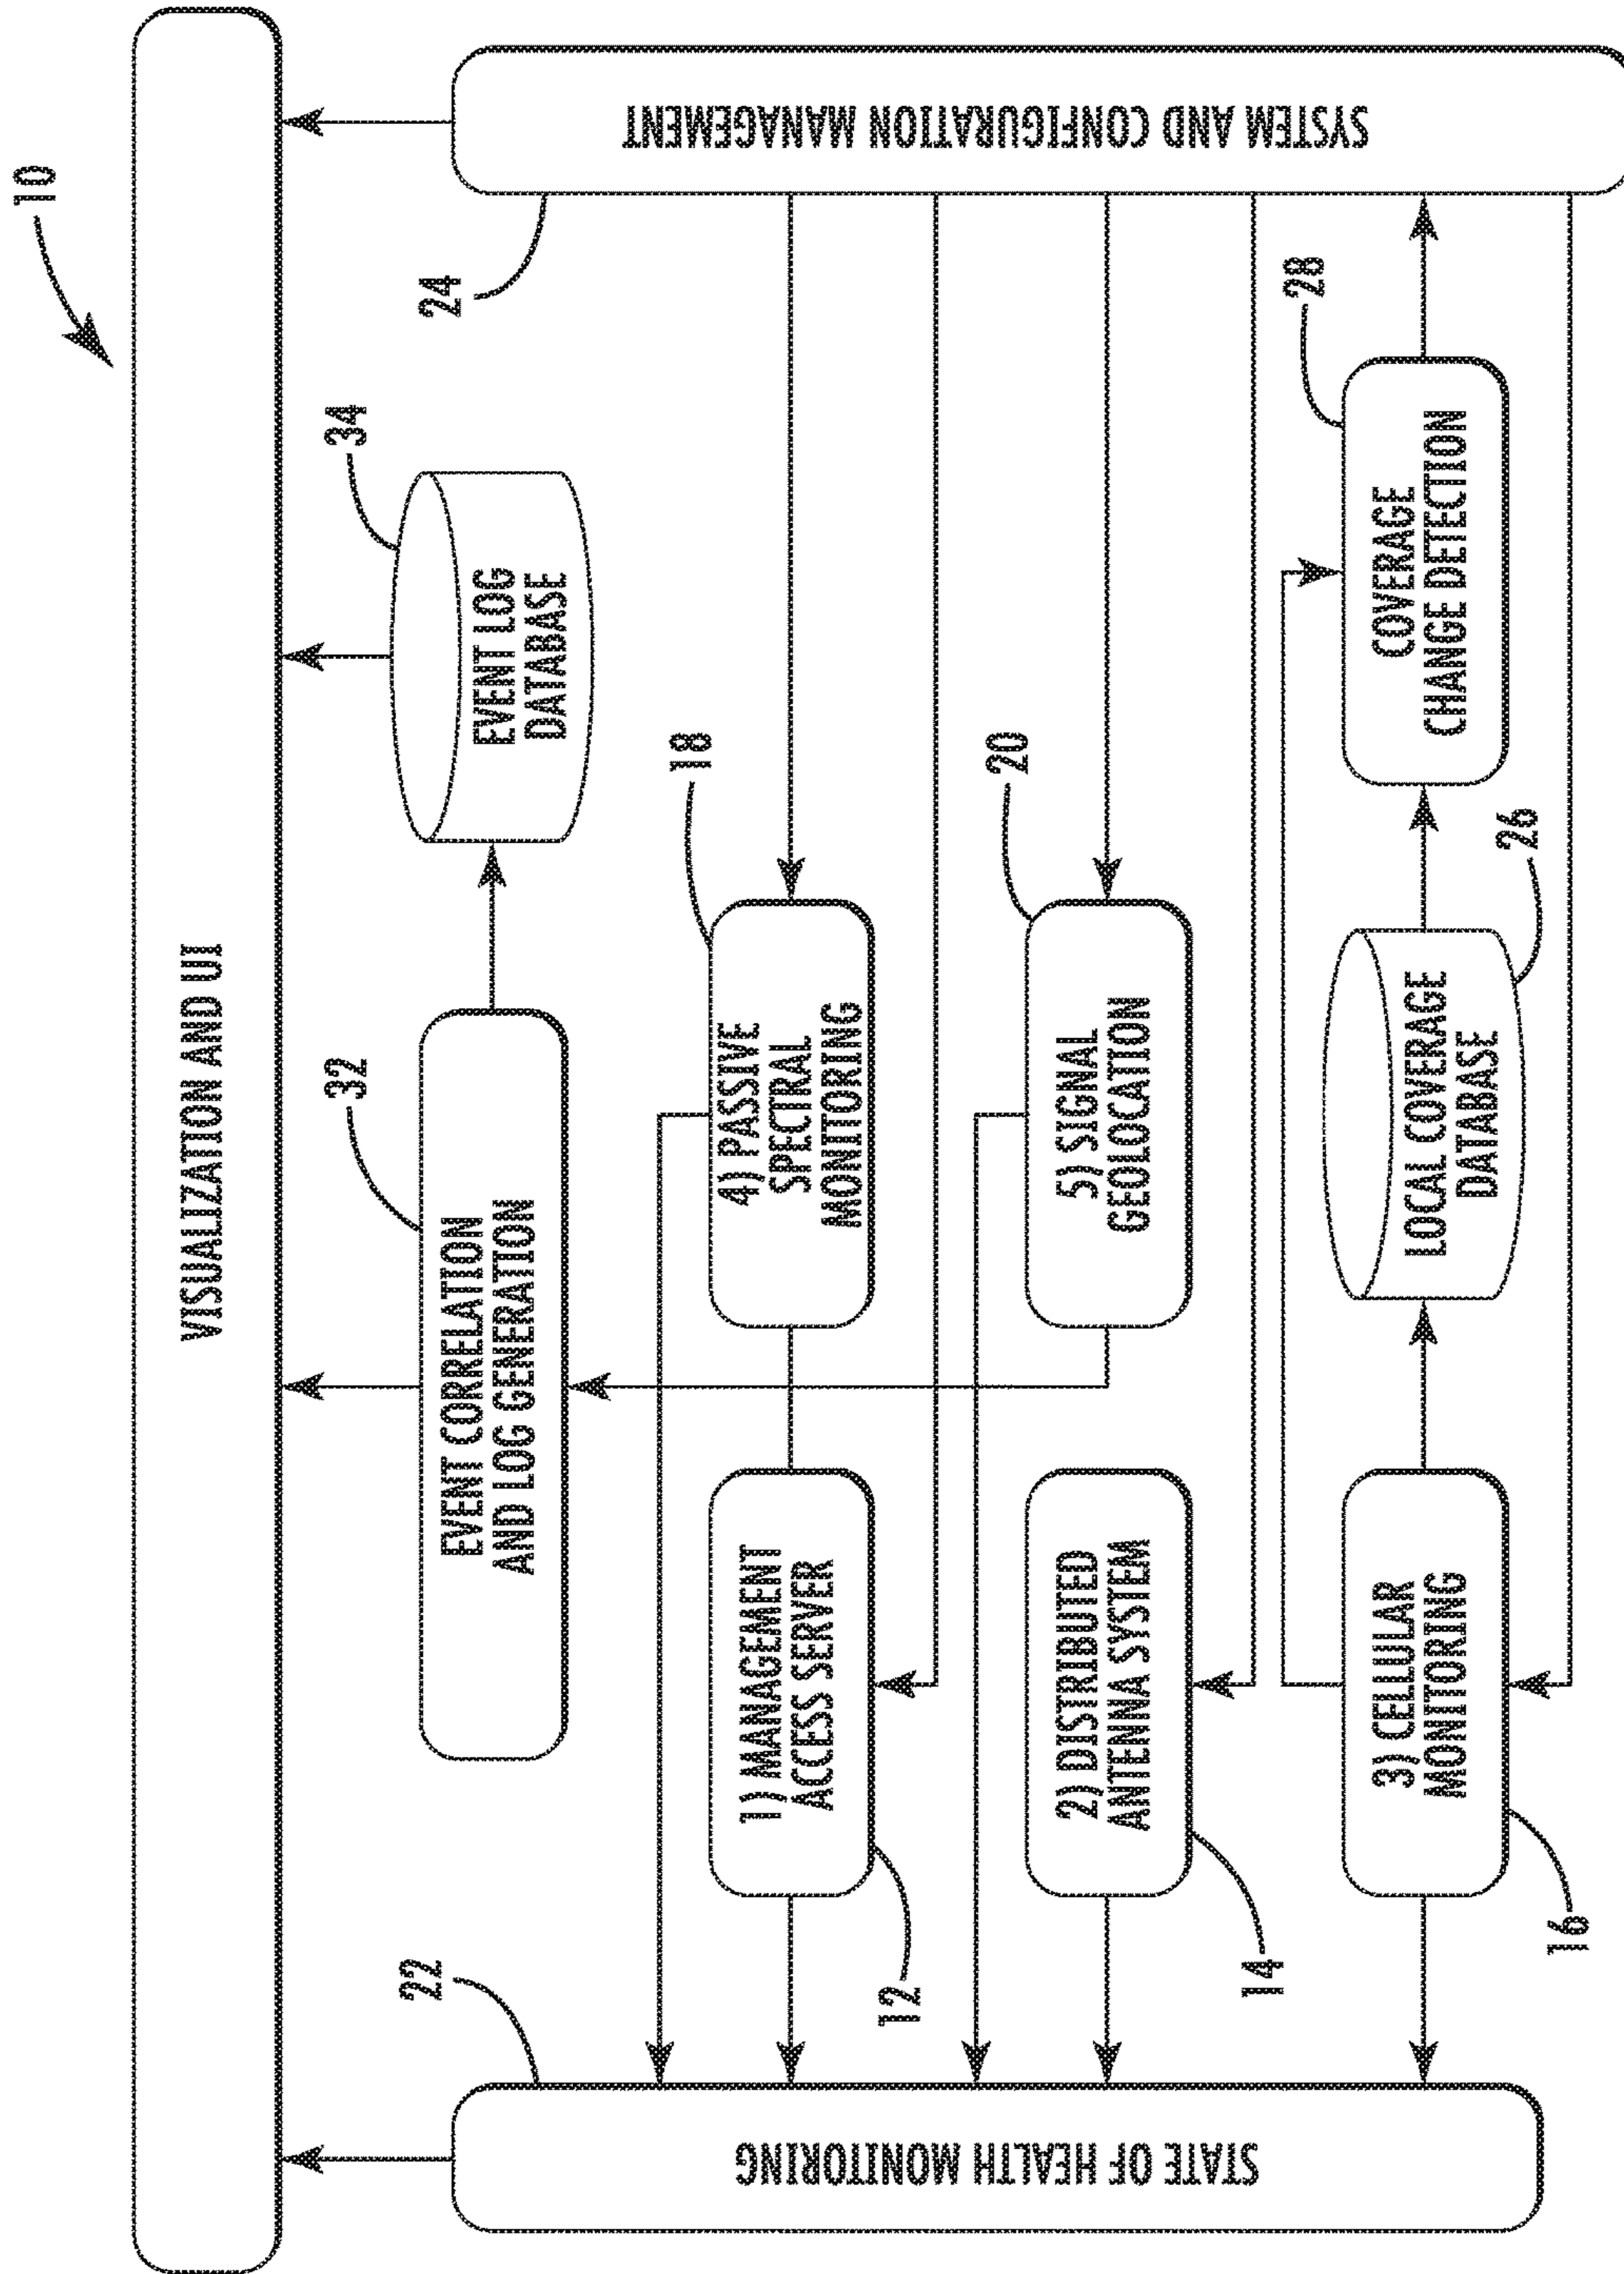 10
VISUALIZATION AND UI
22
32
34
24
EVENT CORRELATION
AND LOG GENERATION
EVENT LOG
DATABASE
STATE OF HEALTH MONITORING
SYSTEM AND CONFIGURATION MANAGEMENT
18
1) MANAGEMENT
ACCESS SERVER
4) PASSIVE
SPECTRAL
MONITORING
12
20
2) DISTRIBUTED
ANTENNA SYSTEM
5) SIGNAL
GEOLOCATION
14
28
3) CELLULAR
MONITORING
LOCAL COVERAGE
DATABASE
COVERAGE
CHANGE DETECTION
16
26